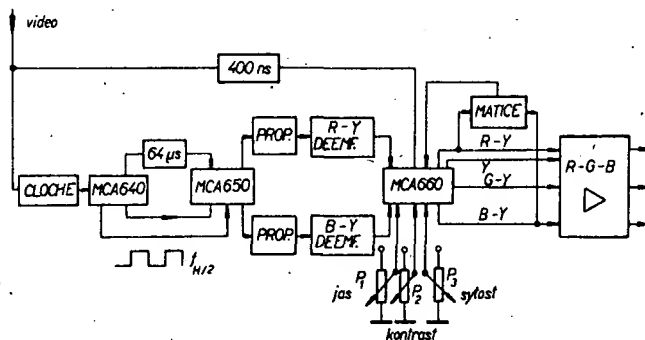 video
400 ns
MATICE
R-Y
PROP.
R-Y
DEEMF.
64 µs
Y
R-G-B
CLOCHE
MCA640
MCA650
MCA660
G-Y
B-Y
PROP.
B-Y
DEEMF.
f H/2
P1
P2
P3
jas
sytost
kontrast